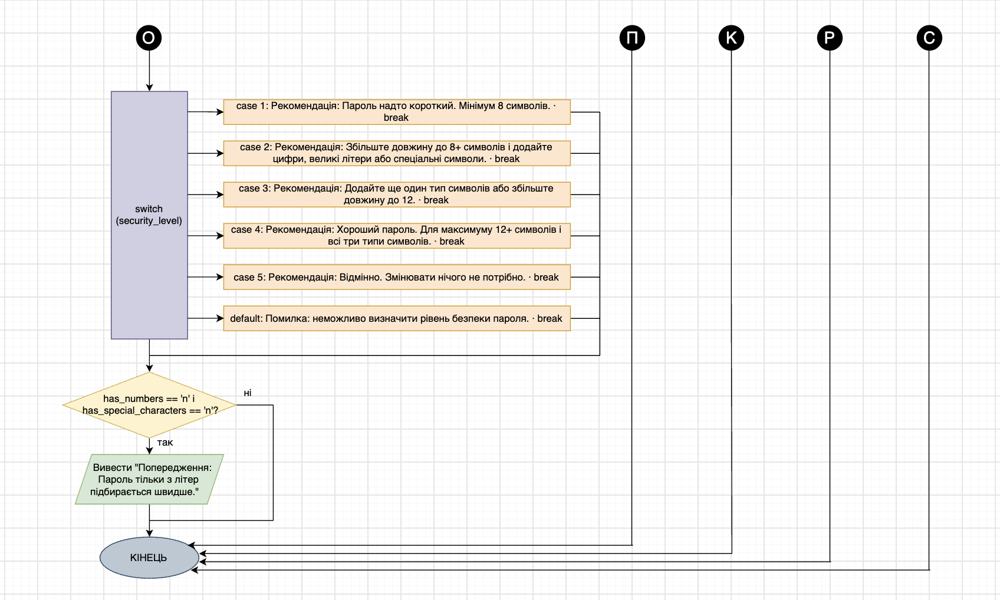 О
П
К
Р
С
case 1: Рекомендація: Пароль надто короткий. Мінімум 8 символів. ·
break
case 2: Рекомендація: Збільште довжину до 8+ символів і додайте
цифри, великі літери або спеціальні символи. · break
case 3: Рекомендація: Додайте ще один тип символів або збільште
довжину до 12. · break
switch
(security_level)
case 4: Рекомендація: Хороший пароль. Для максимуму 12+ символів і
всі три типи символів. · break
case 5: Рекомендація: Відмінно. Змінювати нічого не потрібно. · break
default: Помилка: неможливо визначити рівень безпеки пароля. · break
has_numbers == 'n' і
has_special_characters == 'n'?
ні
так
Вивести "Попередження:
Пароль тільки з літер
підбирається швидше."
КІНЕЦЬ